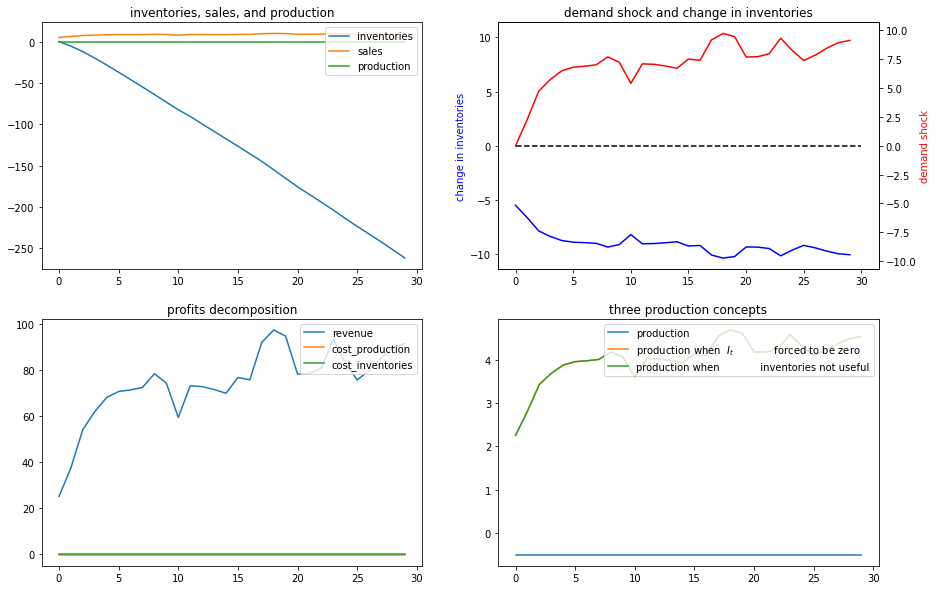 inventories, sales, and production
0
−50
−100
−150
−200
−250
0 5 10 15 20 25 30
inventories
sales
production
demand shock and change in inventories
change in inventories
10
5
0
−5
−10
0 5 10 15 20 25 30
10.0
7.5
5.0
2.5
0.0
−2.5
−5.0
−7.5
−10.0
demand shock
profits decomposition
100
80
60
40
20
0
0 5 10 15 20 25 30
revenue
cost_production
cost_inventories
three production concepts
4
3
2
4
0
0 5 10 15 20 25 30
production
production when I_t forced to be zero
production when inventories not useful